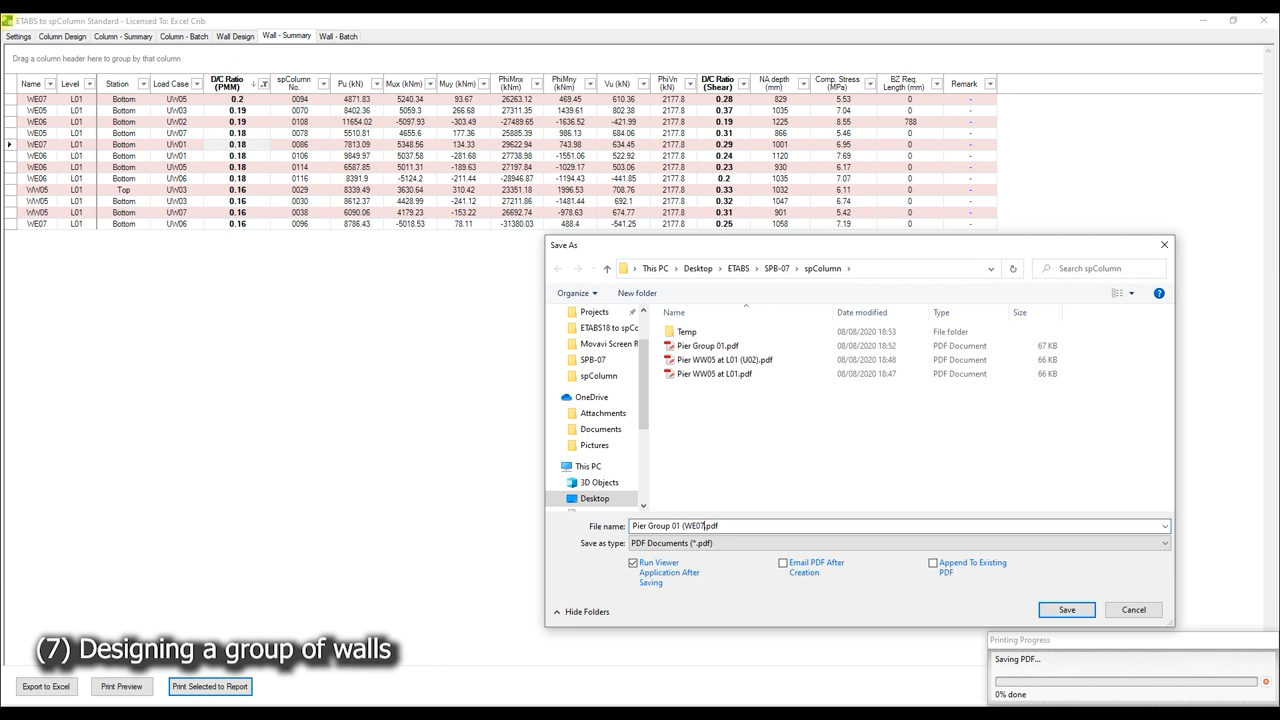 ETABS to spColumn Standard - Licensed To: Excel Crib
Settings Column Design Column - Summary Column - Batch Wall Design Wall - Summary Wall - Batch
Drag a column header here to group by that column
Name Level Station Load Case D/C Ratio (PMM) spColumn No. Pu (kN) Mux (kNm) Muy (kNm) PhiMnx (kNm) PhiMny (kNm) Vu (kN) PhiVn (kN) D/C Ratio (Shear) NA depth (mm) Comp. Stress (MPa) BZ Req. Length (mm) Remark
WE07 L01 Bottom UW05 0.2 0094 4871.83 5240.34 93.67 26263.12 469.45 610.36 2177.8 0.28 829 5.53 0 -
WE05 L01 Bottom UW03 0.19 0070 8402.36 5059.3 266.68 27311.35 1439.61 802.38 2177.8 0.37 1035 7.04 0 -
WE06 L01 Bottom UW02 0.19 0108 11654.02 -5097.93 -303.49 -27489.65 -1636.52 -421.99 2177.8 0.19 1225 8.55 788 -
WE05 L01 Bottom UW07 0.18 0078 5510.81 4655.6 177.36 25885.39 986.13 684.06 2177.8 0.31 866 5.46 0 -
WE07 L01 Bottom UW01 0.18 0086 7813.09 5348.56 134.33 29622.94 743.98 634.45 2177.8 0.29 1001 6.95 0 -
WE06 L01 Bottom UW01 0.18 0106 9849.97 5037.58 -281.68 27738.98 -1551.06 522.92 2177.8 0.24 1120 7.69 0 -
WE06 L01 Bottom UW03 0.18 0114 6587.85 5011.31 -189.63 27197.84 -1029.17 503.06 2177.8 0.23 930 6.17 0 -
WE06 L01 Bottom UW06 0.18 0116 8391.9 -5124.2 -211.44 -28946.87 -1194.44 -441.85 2177.8 0.2 1035 7.07 0 -
WW05 L01 Top UW03 0.16 0029 8339.49 3630.64 310.42 23351.18 1996.53 708.76 2177.8 0.33 1032 6.11 0 -
WW05 L01 Bottom UW03 0.16 0030 8612.37 4428.99 -241.12 27211.86 -1481.44 692.1 2177.8 0.32 1047 6.74 0 -
WW05 L01 Bottom UW07 0.16 0038 6090.06 4179.23 -153.22 26692.74 -978.63 674.77 2177.8 0.31 901 5.42 0 -
WE07 L01 Bottom UW06 0.16 0096 8786.43 -5018.53 78.11 -31380.03 488.4 -541.25 2177.8 0.25 1058 7.19 0 -
Save As
This PC › Desktop › ETABS › SPB-07 › spColumn ›
Search spColumn
Organize New folder
Name Date modified Type Size
Projects
ETABS18 to spCo
Movavi Screen R
SPB-07
spColumn
OneDrive
Attachments
Documents
Pictures
This PC
3D Objects
Desktop
Temp 08/08/2020 18:53 File folder
Pier Group 01.pdf 08/08/2020 18:52 PDF Document 67 KB
Pier WW05 at L01 (U02).pdf 08/08/2020 18:48 PDF Document 66 KB
Pier WW05 at L01.pdf 08/08/2020 18:47 PDF Document 66 KB
File name: Pier Group 01 (WE07.pdf
Save as type: PDF Documents (*.pdf)
Run Viewer
Application After
Saving
Email PDF After
Creation
Append To Existing
PDF
Hide Folders
Save Cancel
(7) Designing a group of walls
Printing Progress
Saving PDF...
0% done
Export to Excel Print Preview Print Selected to Report